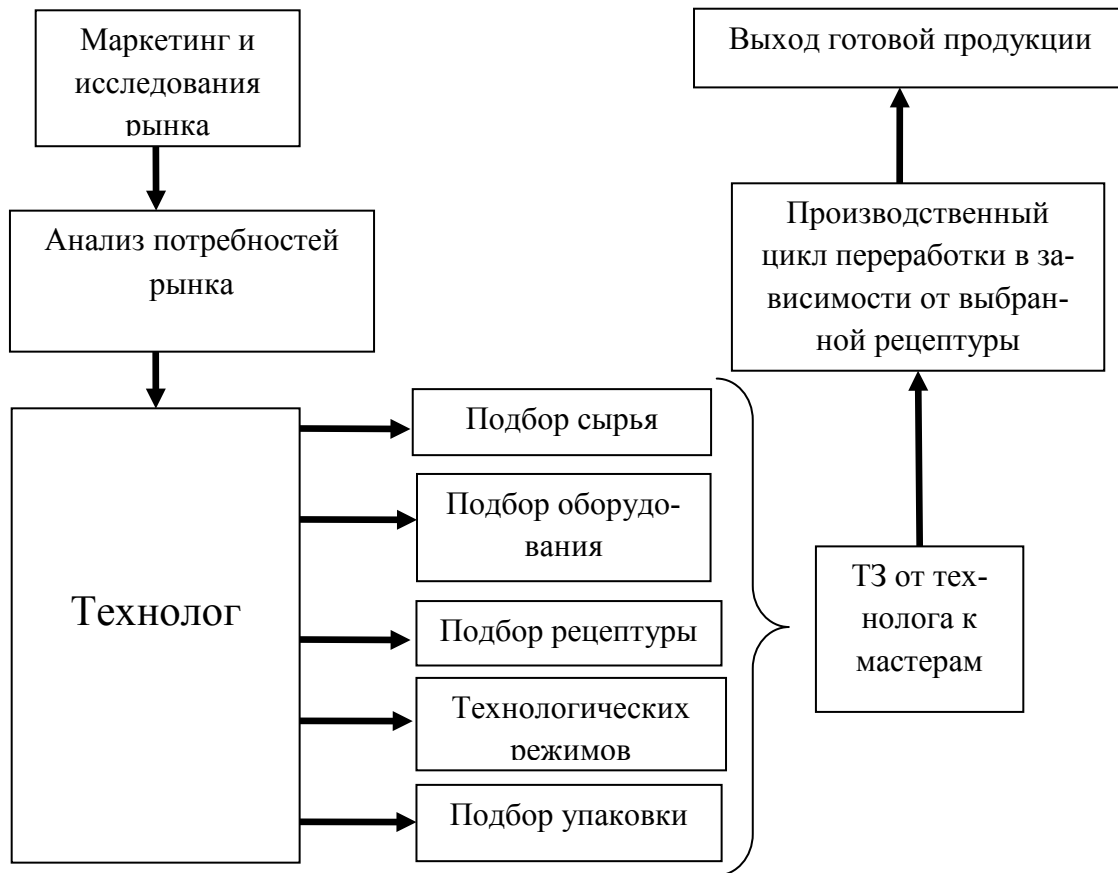 Маркетинг и
исследования
рынка
Анализ потребностей
рынка
Технолог
Подбор сырья
Подбор оборудо-
вания
Подбор рецептуры
Технологических
режимов
Подбор упаковки
ТЗ от тех-
нолога к
мастерам
Производственный
цикл переработки в за-
висимости от выбран-
ной рецептуры
Выход готовой продукции